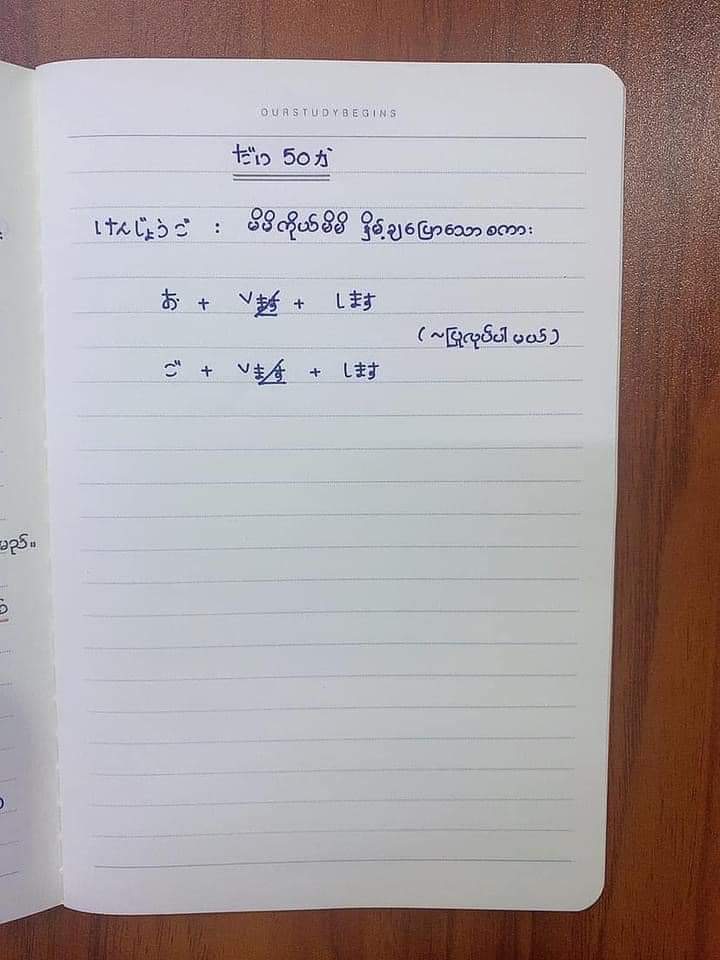 OURSTUDYBEGINS
だい 50か
けんじょうご : မိမိကိုယ်မိမိ နှိမ့်ချပြောသောစကား
お + Vます + します
(~ပြုလုပ်ပါမယ်)
ご + Vます + します
မည်။